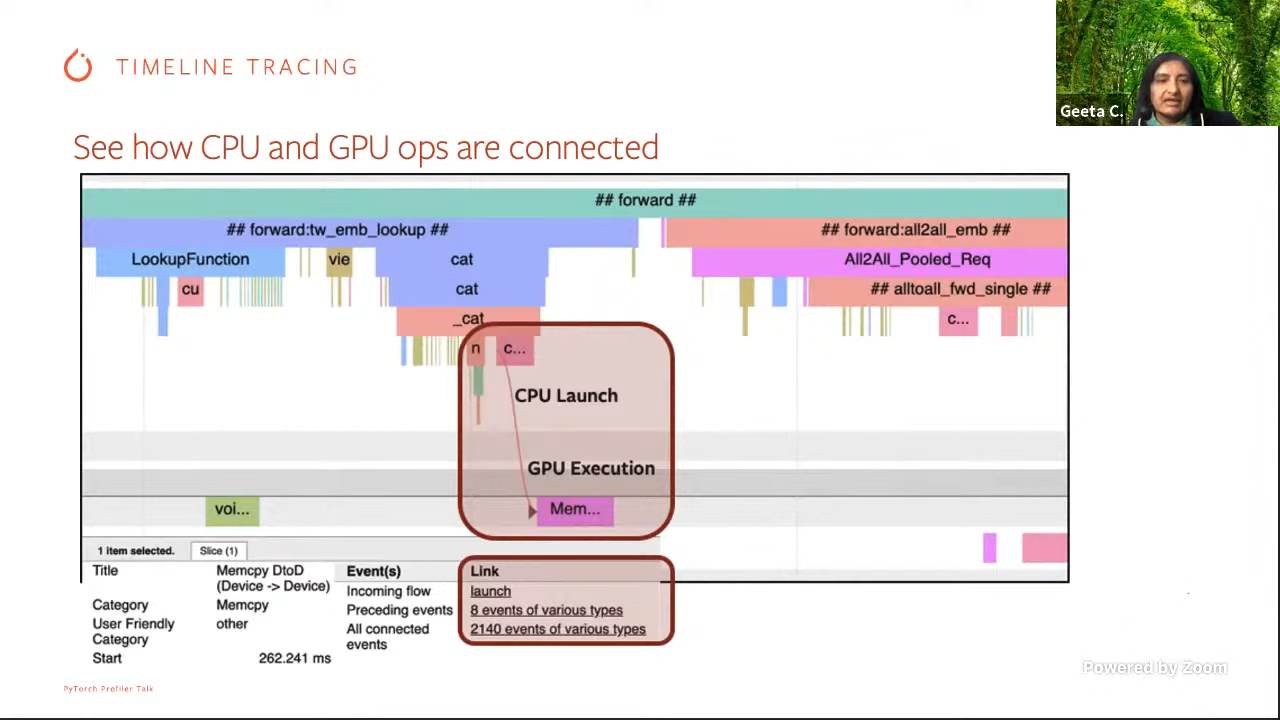 TIMELINE TRACING
Geeta C.
See how CPU and GPU ops are connected
## forward ##
## forward:tw_emb_lookup ## ## forward:all2all_emb ##
LookupFunction vie cat All2All_Pooled_Req
cu cat ## alltoall_fwd_single ##
_cat c...
n c...
CPU Launch
GPU Execution
voi... Mem...
1 item selected. Slice (1)
Title Memcpy DtoD Event(s) Link
(Device -> Device) Incoming flow launch
Category Memcpy Preceding events 8 events of various types
User Friendly other All connected 2140 events of various types
Category events
Start 262.241 ms
Powered by Zoom
PyTorch Profiler Talk